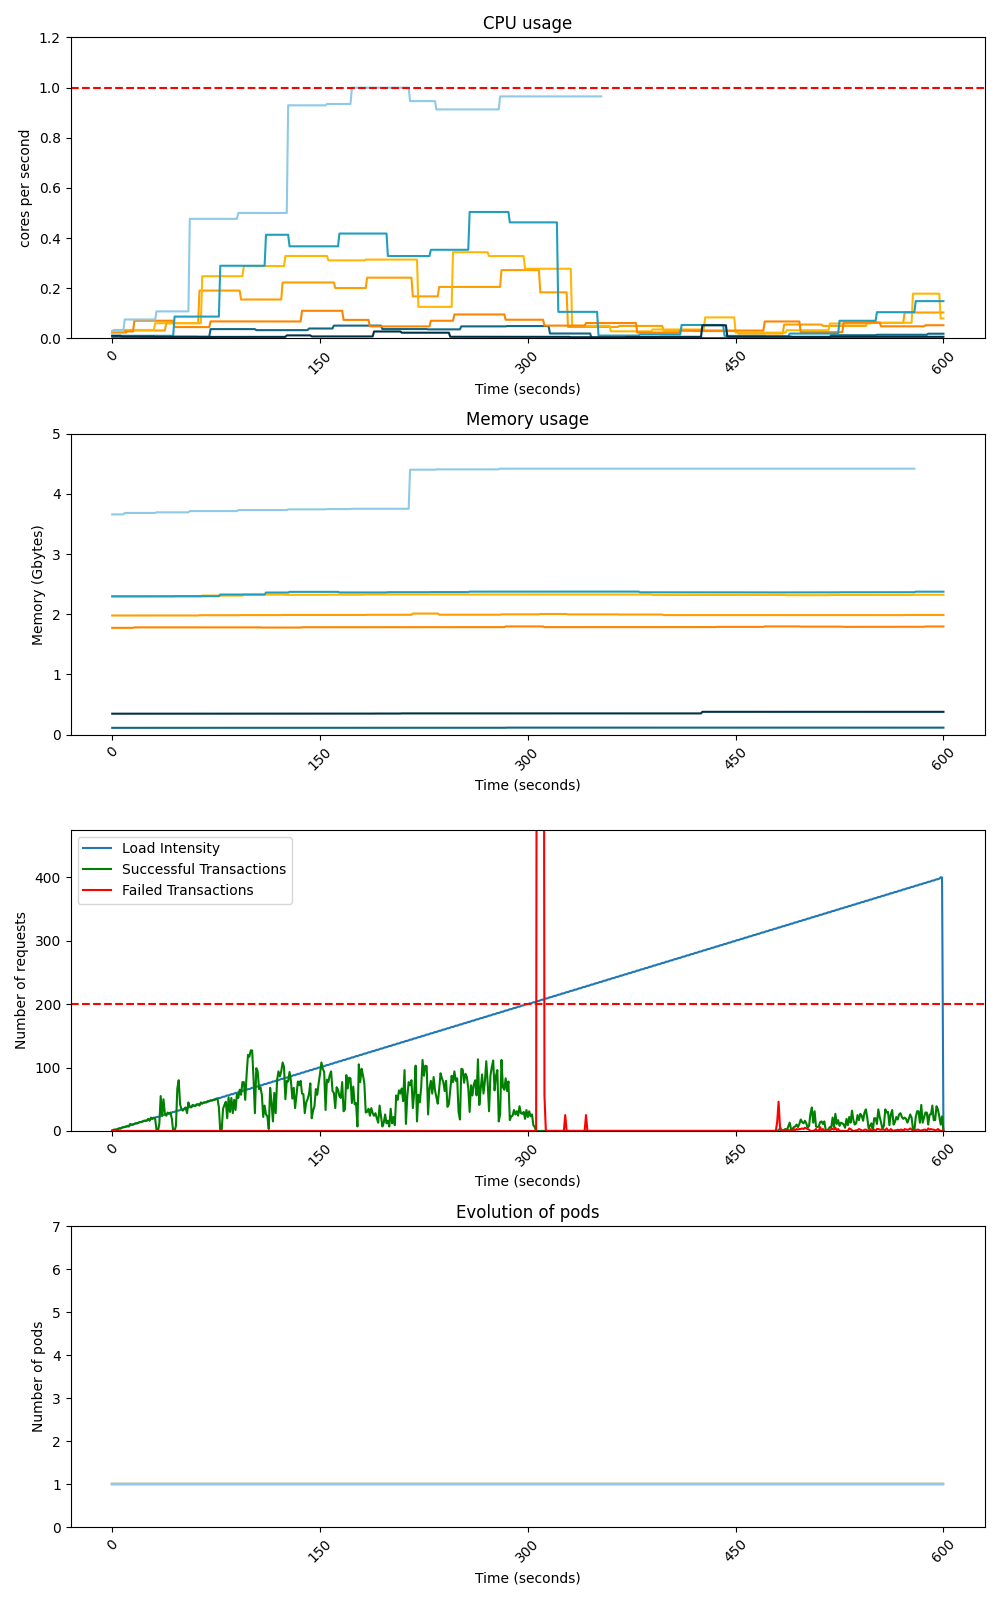 CPU usage
1.2
1.0
0.8
0.6
0.4
0.2
0.0
cores per second
0 150 300 450 600
Time (seconds)
Memory usage
5
4
3
2
1
0
Memory (Gbytes)
0 150 300 450 600
Time (seconds)
Load Intensity
Successful Transactions
Failed Transactions
400
300
200
100
0
Number of requests
0 150 300 450 600
Time (seconds)
Evolution of pods
7
6
5
4
3
2
1
0
Number of pods
0 150 300 450 600
Time (seconds)